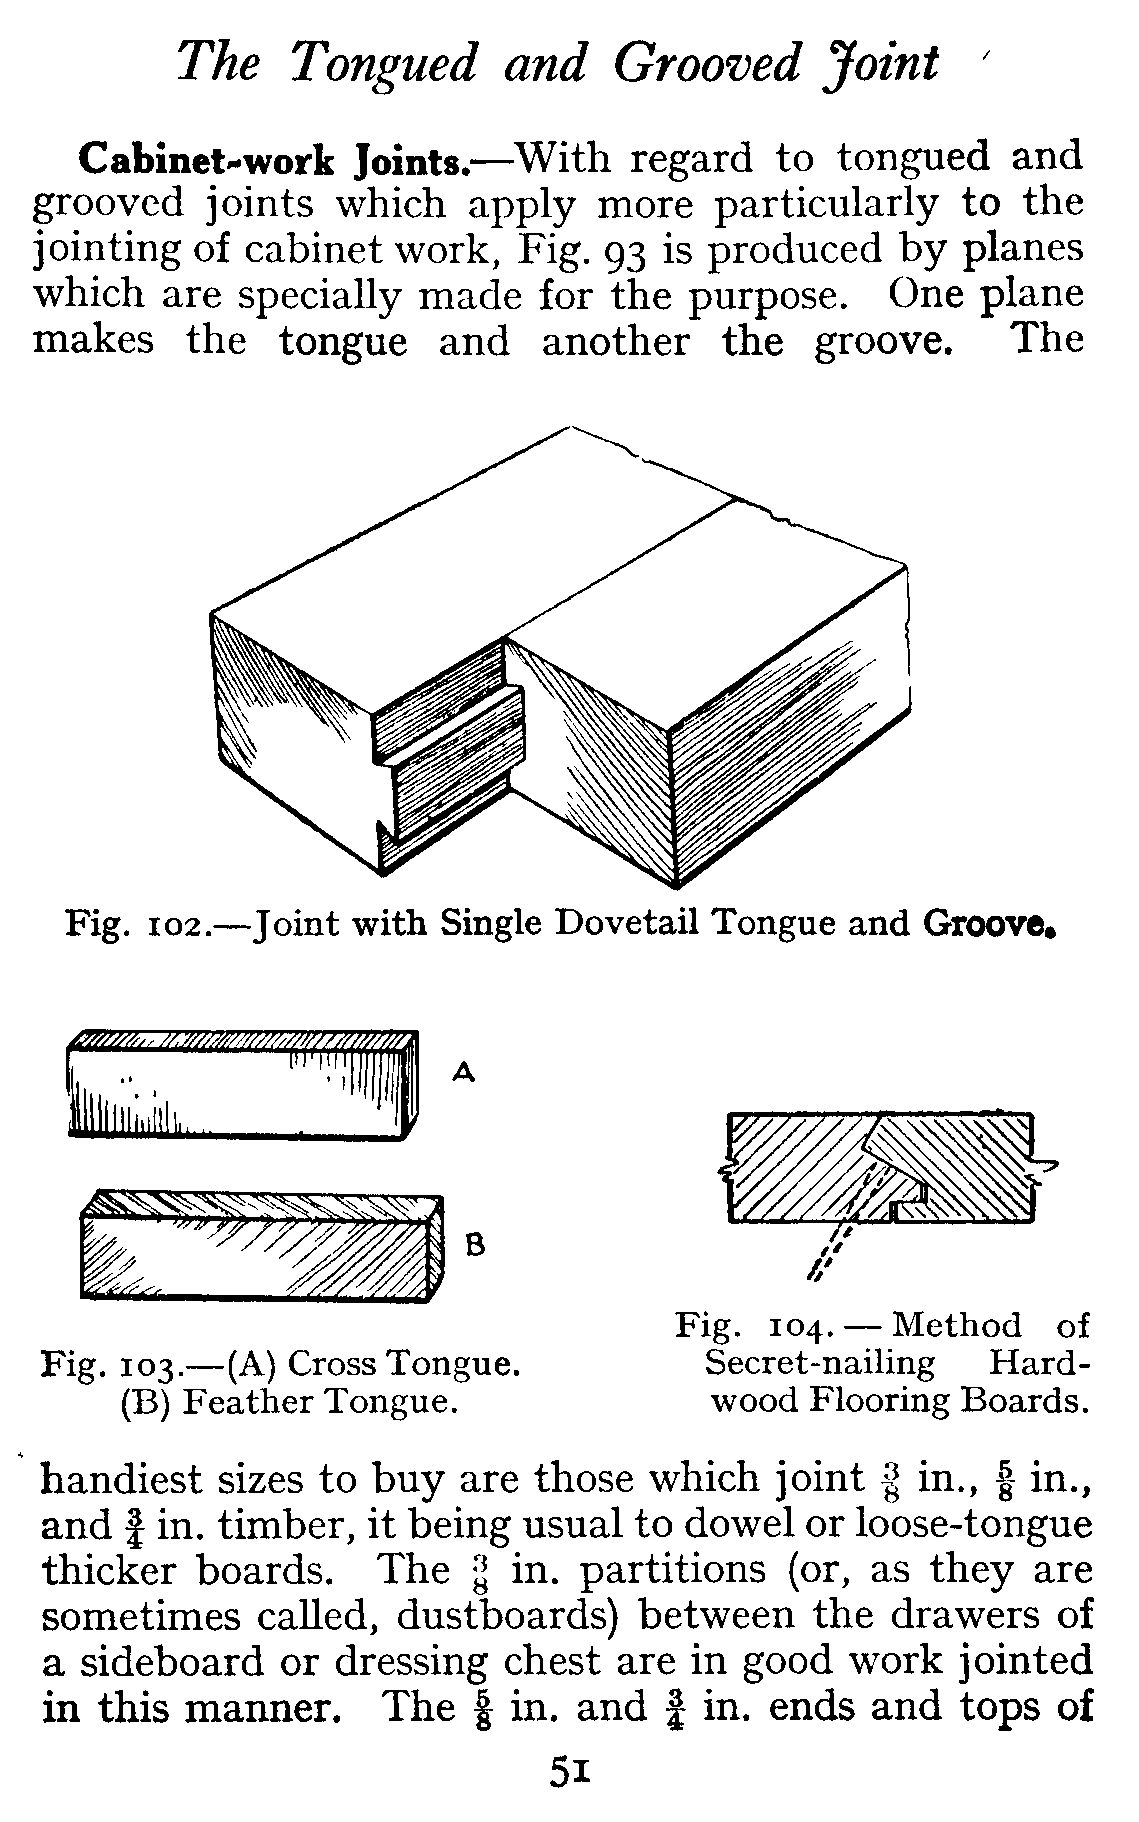 The Tongued and Grooved Joint
Cabinet-work Joints.—With regard to tongued and
grooved joints which apply more particularly to the
jointing of cabinet work, Fig. 93 is produced by planes
which are specially made for the purpose. One plane
makes the tongue and another the groove. The
Fig. 102.—Joint with Single Dovetail Tongue and Groove.
A
B
Fig. 103.—(A) Cross Tongue.
(B) Feather Tongue.
Fig. 104. — Method of
Secret-nailing Hard-
wood Flooring Boards.
handiest sizes to buy are those which joint ⅜ in., ⅝ in.,
and ¾ in. timber, it being usual to dowel or loose-tongue
thicker boards. The ⅜ in. partitions (or, as they are
sometimes called, dustboards) between the drawers of
a sideboard or dressing chest are in good work jointed
in this manner. The ⅝ in. and ¾ in. ends and tops of
51